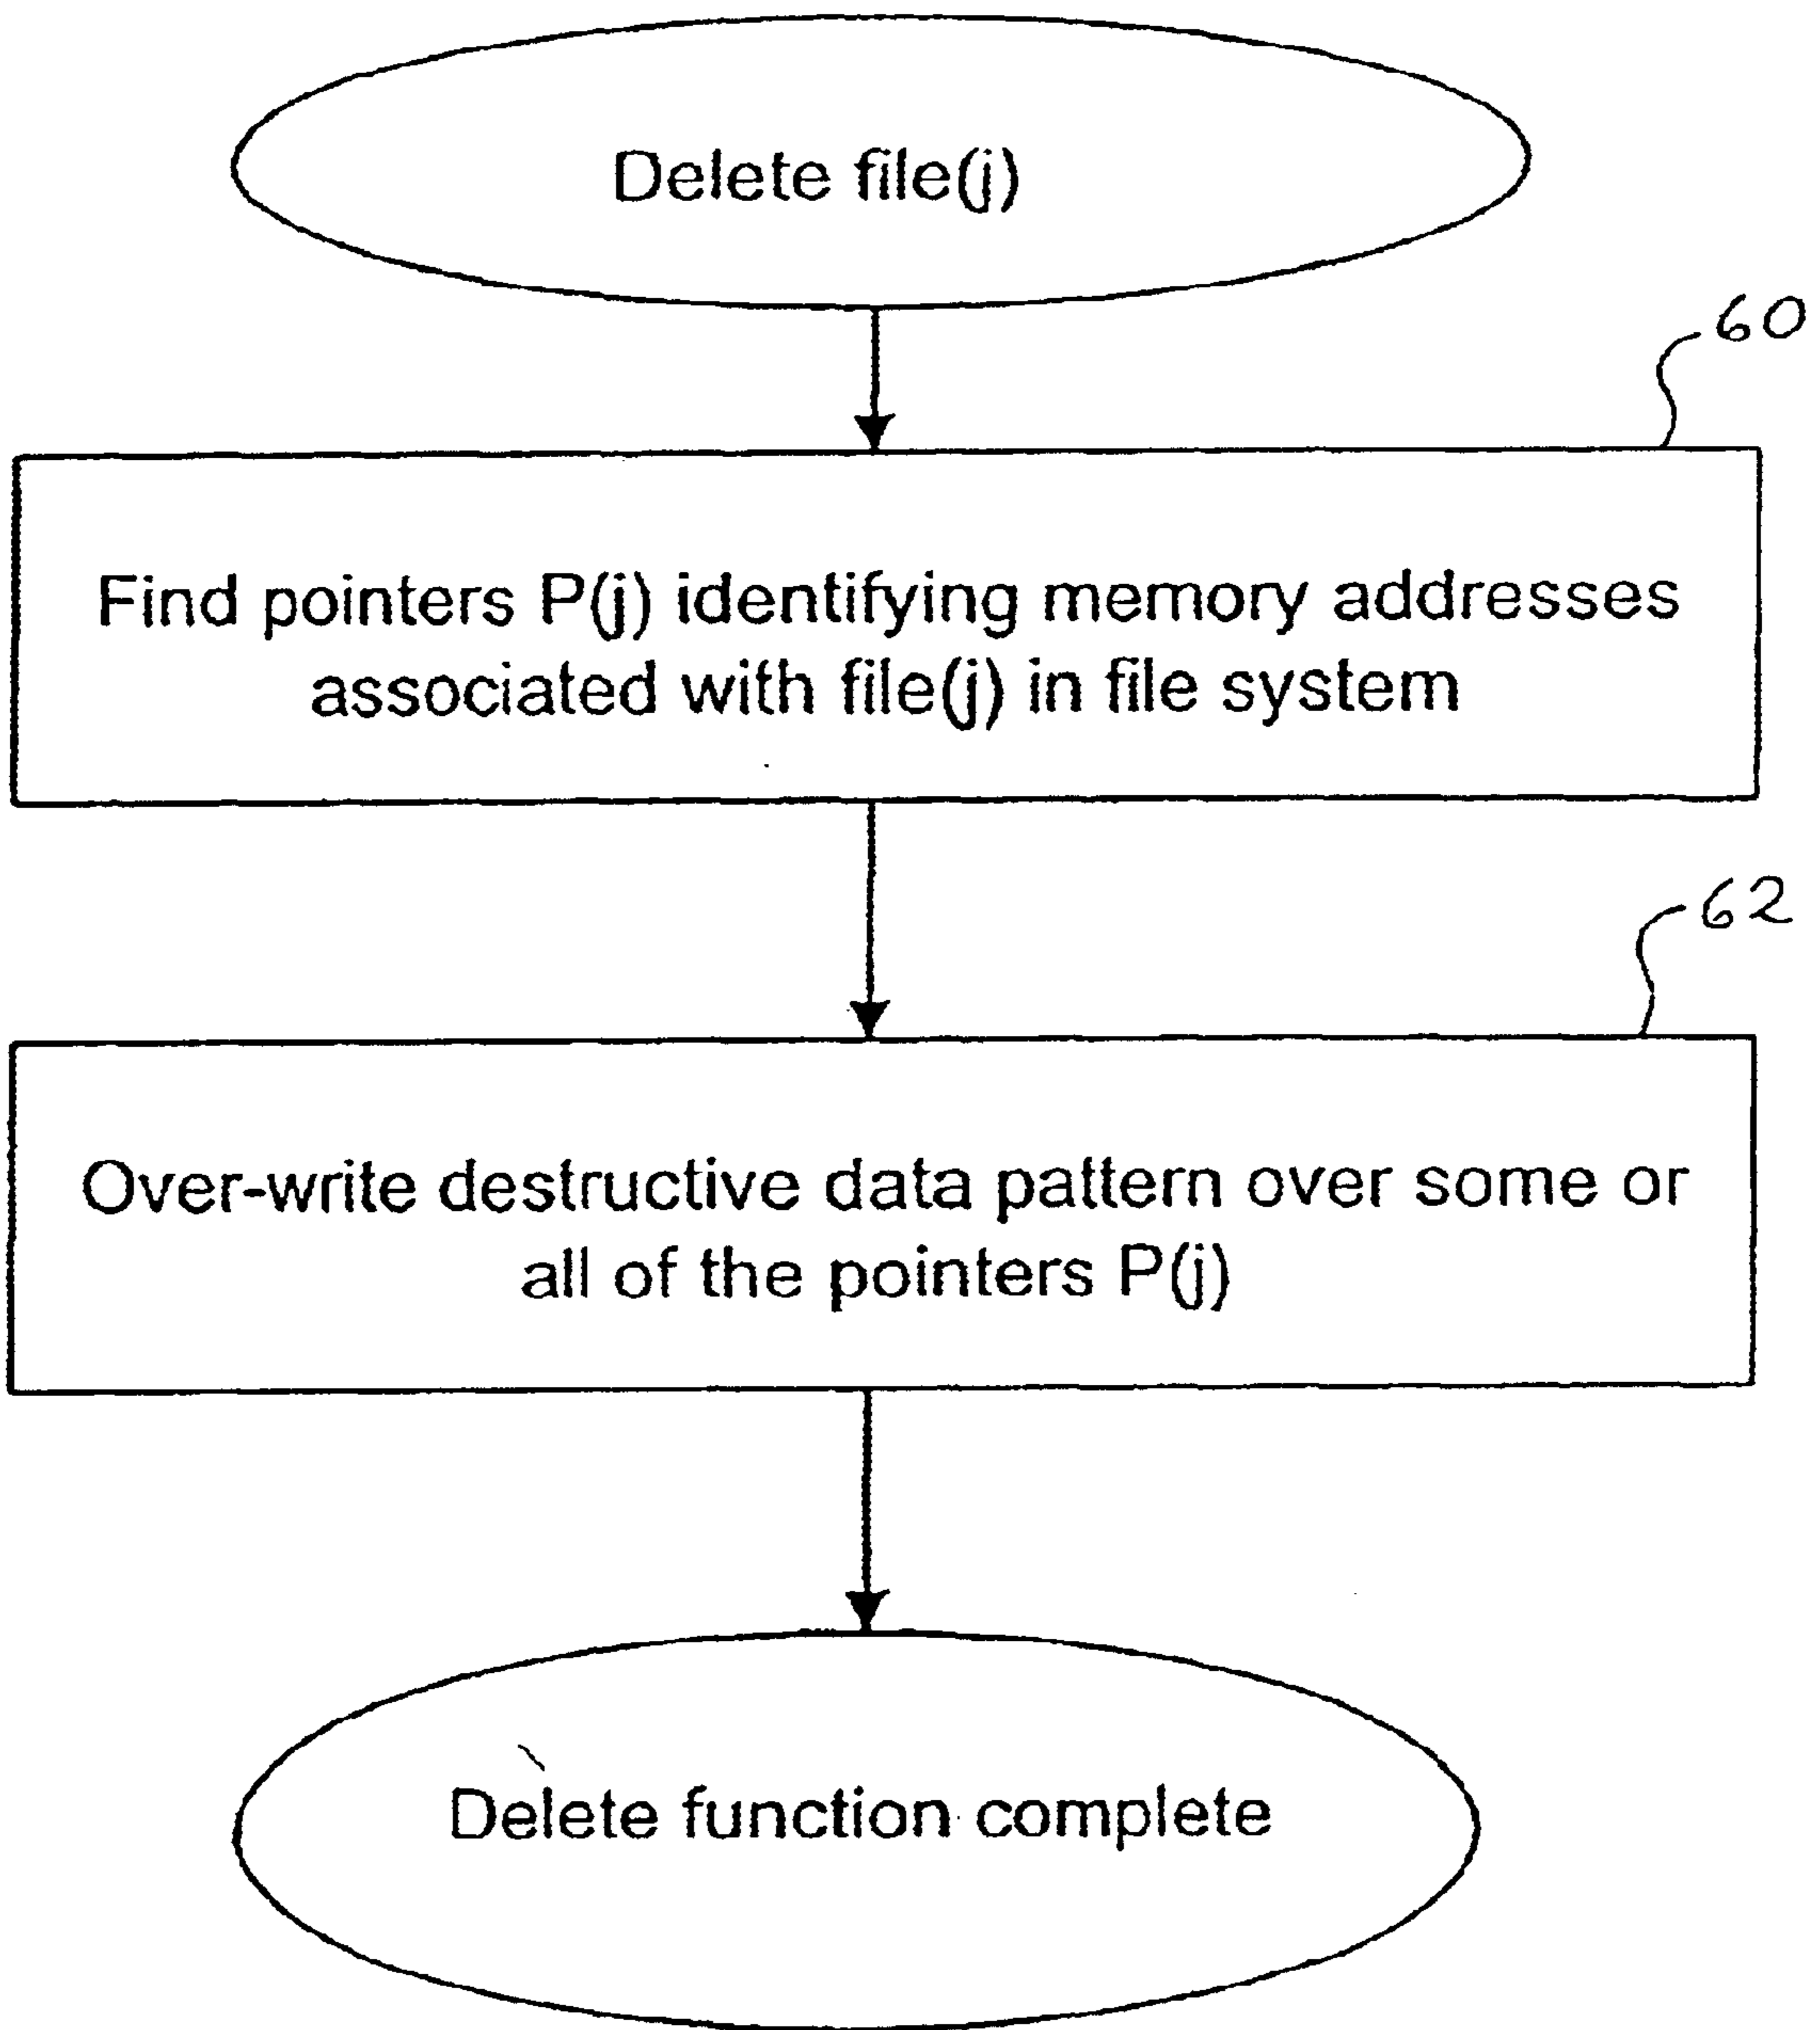 Delete file(j)
60
Find pointers P(j) identifying memory addresses
associated with file(j) in file system
62
Over-write destructive data pattern over some or
all of the pointers P(j)
Delete function complete